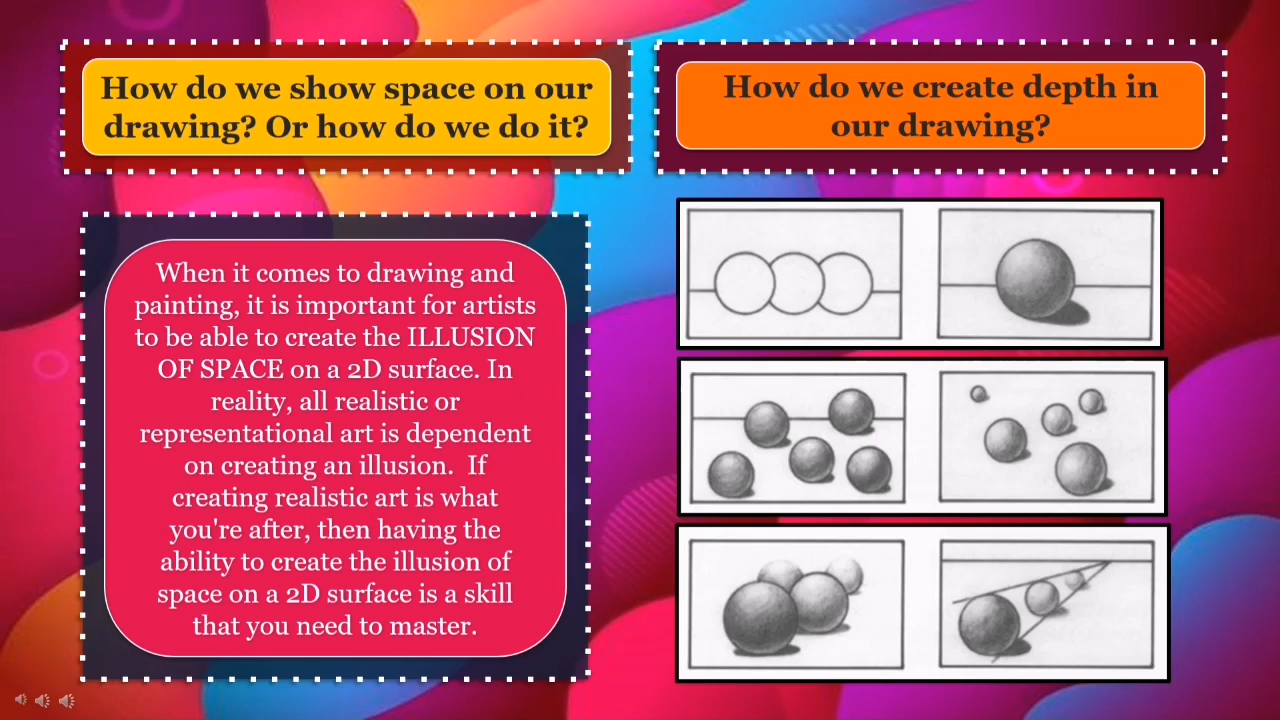 How do we show space on our
drawing? Or how do we do it?
When it comes to drawing and
painting, it is important for artists
to be able to create the ILLUSION
OF SPACE on a 2D surface. In
reality, all realistic or
representational art is dependent
on creating an illusion.  If
creating realistic art is what
you're after, then having the
ability to create the illusion of
space on a 2D surface is a skill
that you need to master.
How do we create depth in
our drawing?